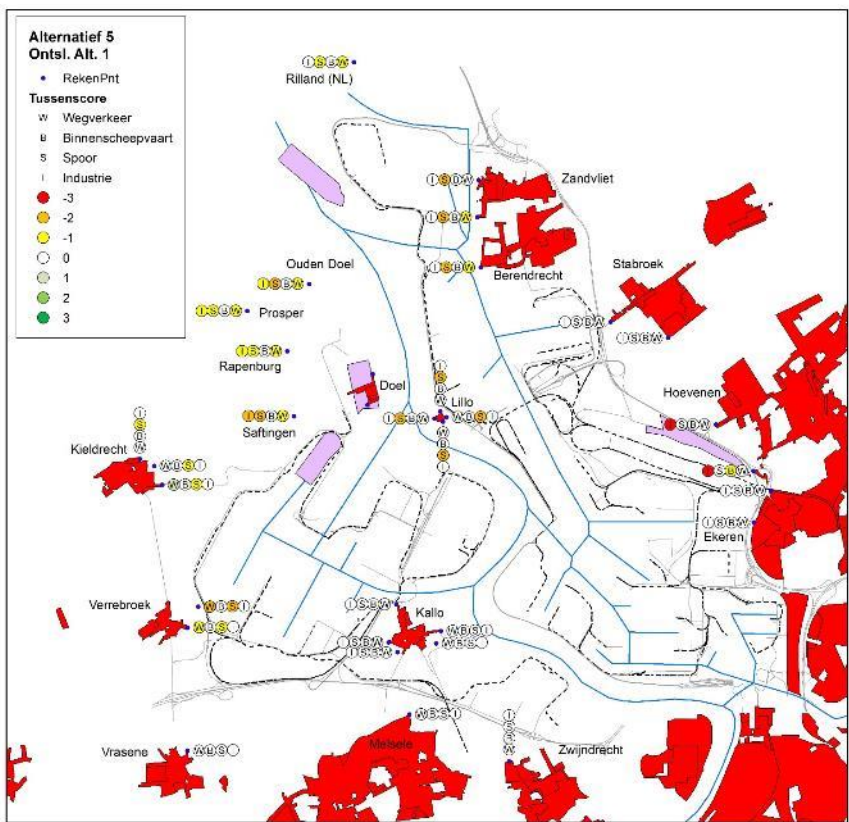 Alternatief 5
Ontsl. Alt. 1
RekenPnt
Tussenscore
W Wegverkeer
B Binnenscheepvaart
S Spoor
I Industrie
-3
-2
-1
0
1
2
3
I S B W
Rilland (NL)
I S B W
Zandvliet
I S B W
I S B W
Berendrecht
Stabroek
S B W
I S B W
Ouden Doel
I S B W
I S B W
Prosper
I S B W
Rapenburg
Doel
I S B W
Lillo
I S B W
W B S I
W B S I
I S B W
Saftingen
Hoevenen
S B W
S B W
I S B W
I S B W
Ekeren
I S B W
Kieldrecht
W B S I
W B S I
Verrebroek
W B S I
W B S
I S B W
Kallo
W B S I
W B S
I S B W
I S B W
W B S I
Melsele
I S B W
Zwijndrecht
Vrasene
W B S